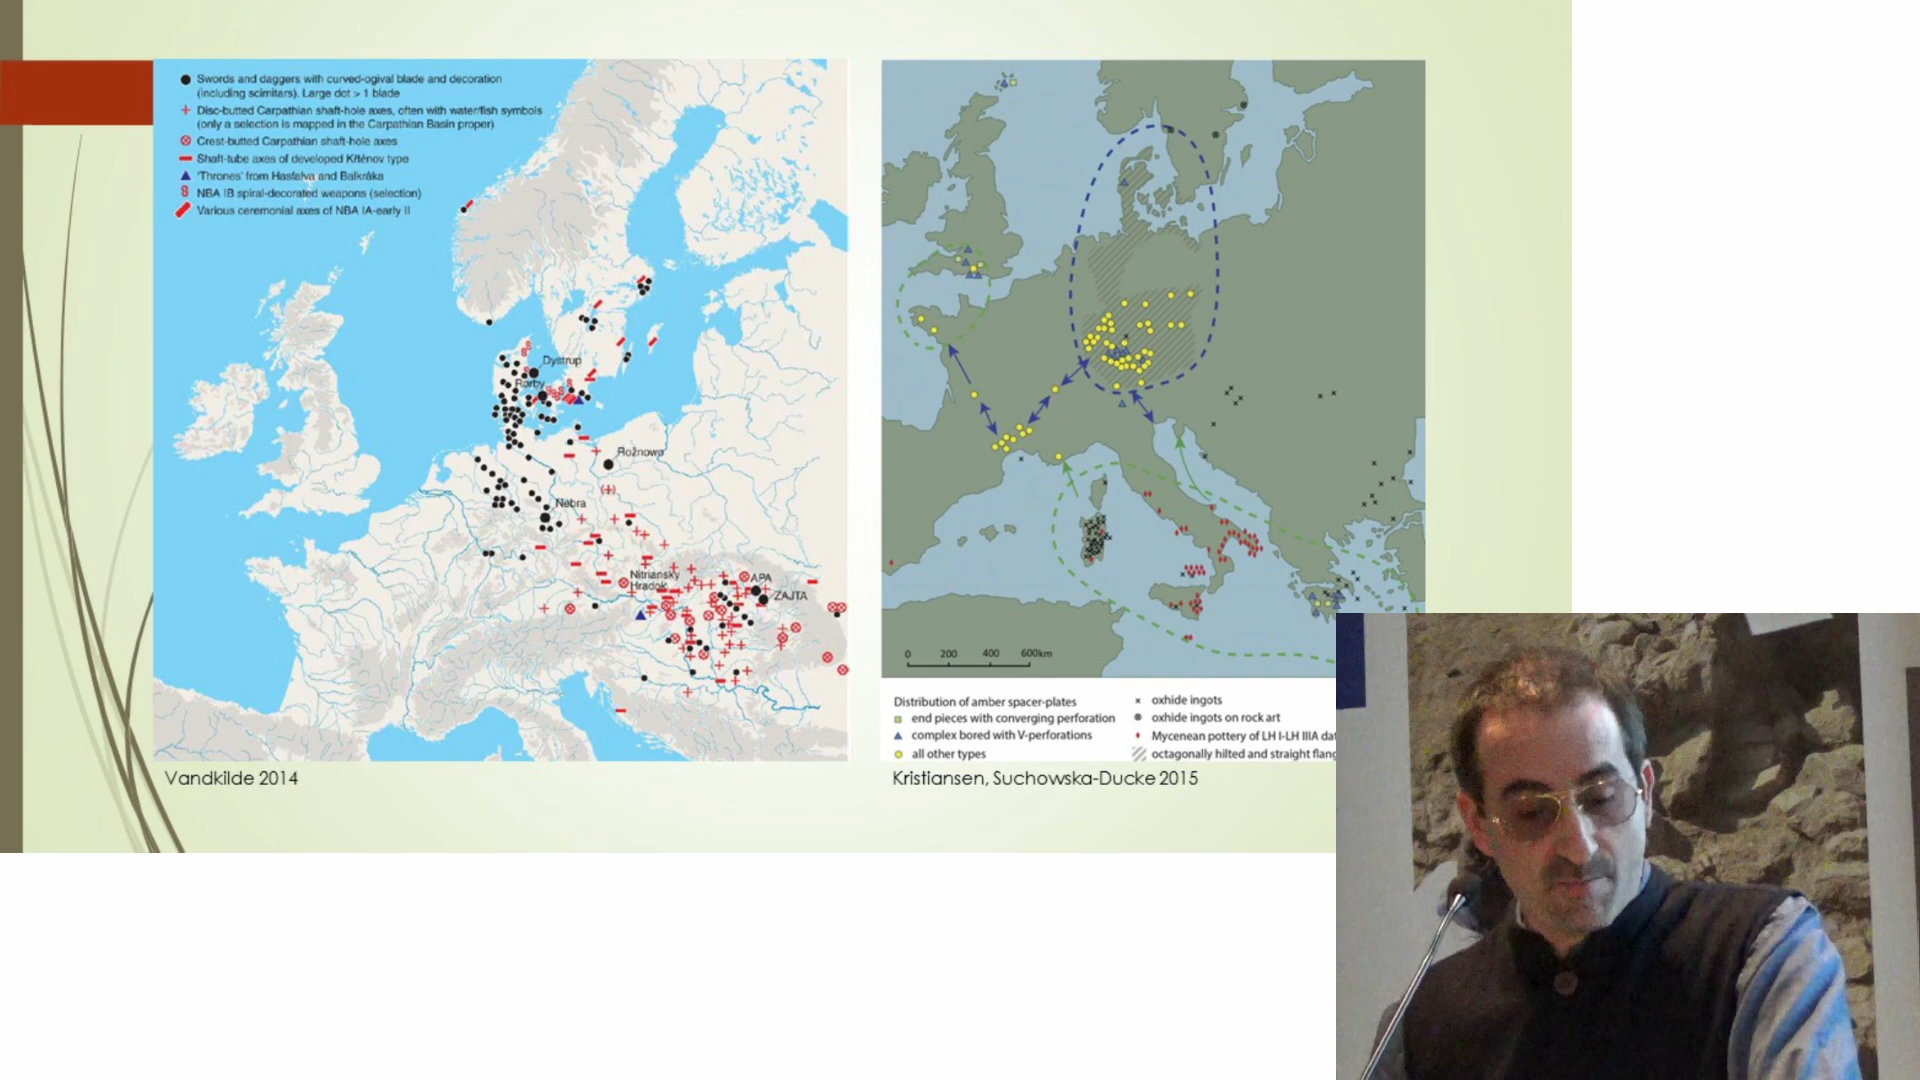 Swords and daggers with curved-ogival blade and decoration
(including scimitars). Large dot > 1 blade
Disc-butted Carpathian shaft-hole axes, often with water/fish symbols
(only a selection is mapped in the Carpathian Basin proper)
Crest-butted Carpathian shaft-hole axes
Shaft-tube axes of developed Křtěnov type
'Thrones' from Hasfalva and Balkråka
NBA IB spiral-decorated weapons (selection)
Various ceremonial axes of NBA IA-early II
Dystrup
Rørby
Rožnowo
Nebra
Nitriansky
Hradok
APA
ZAJTA
Vandkilde 2014
0 200 400 600km
Distribution of amber spacer-plates
end pieces with converging perforation
complex bored with V-perforations
all other types
oxhide ingots
oxhide ingots on rock art
Mycenean pottery of LH I-LH IIIA dat
octagonally hilted and straight flang
Kristiansen, Suchowska-Ducke 2015